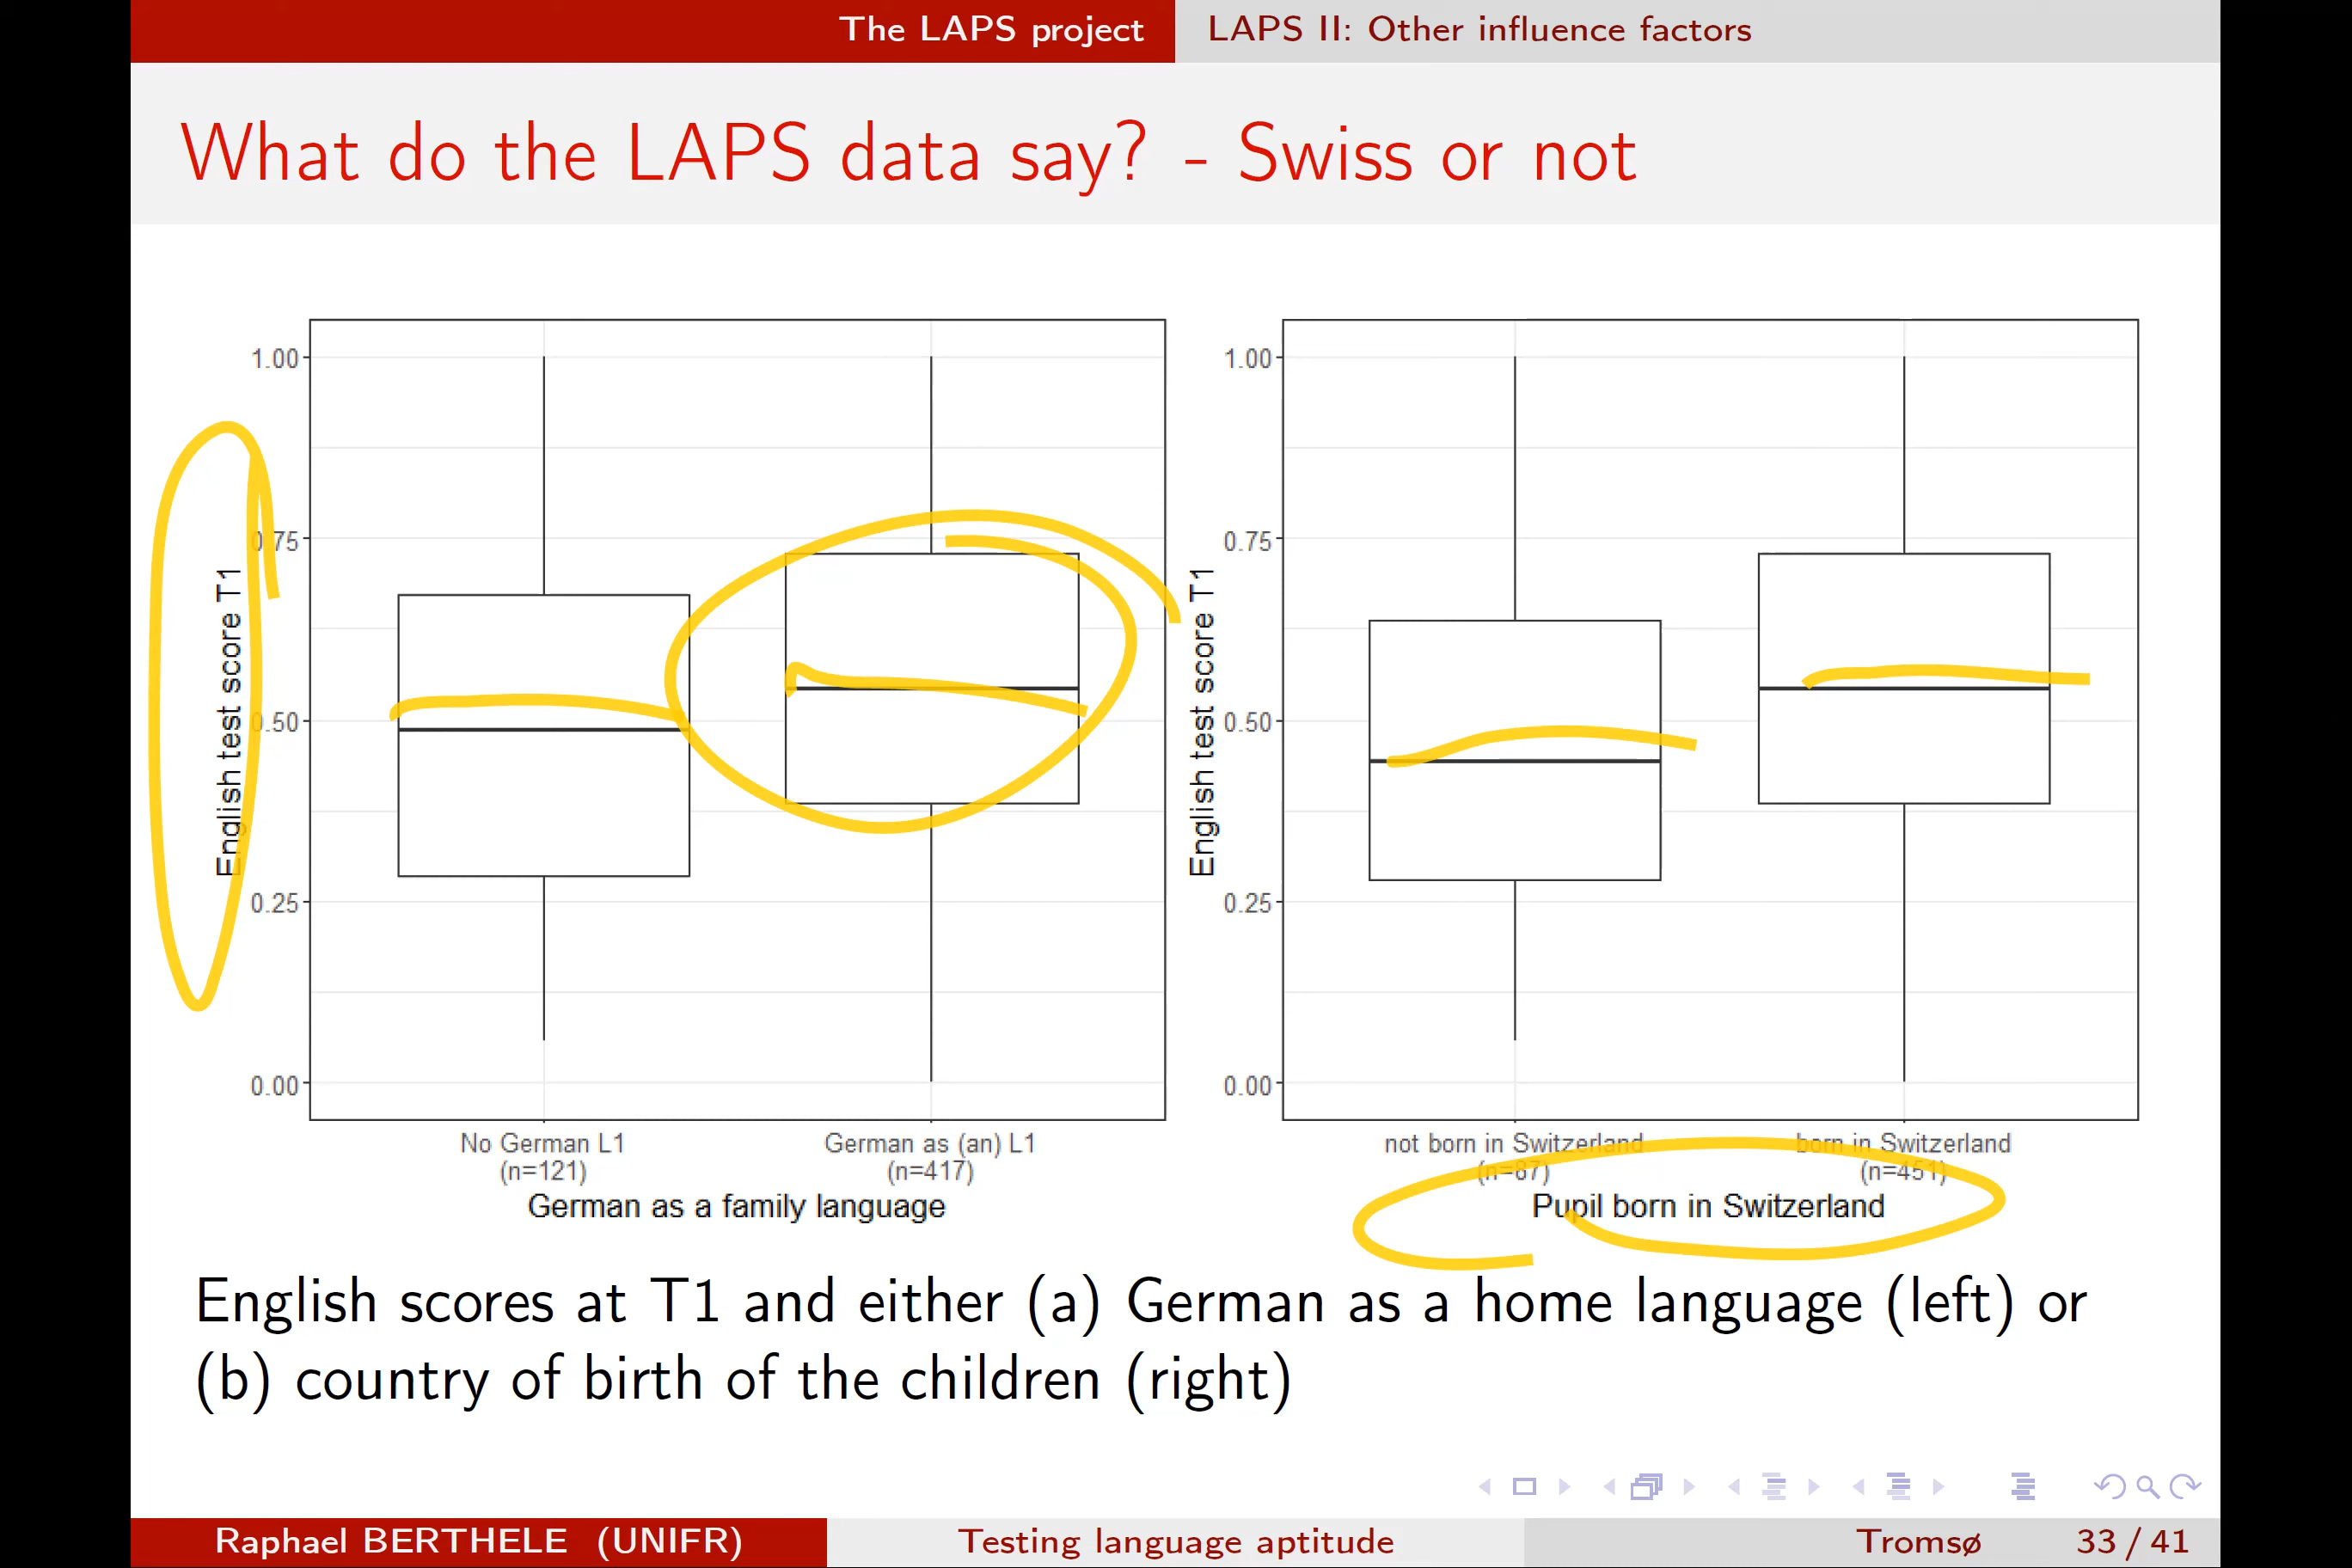 The LAPS project
LAPS II: Other influence factors
What do the LAPS data say? - Swiss or not
English test score T1
1.00
0.75
0.50
0.25
0.00
No German L1
(n=121)
German as (an) L1
(n=417)
German as a family language
English test score T1
1.00
0.75
0.50
0.25
0.00
not born in Switzerland
(n=87)
born in Switzerland
(n=451)
Pupil born in Switzerland
English scores at T1 and either (a) German as a home language (left) or
(b) country of birth of the children (right)
Raphael BERTHELE (UNIFR)
Testing language aptitude
Tromsø
33 / 41